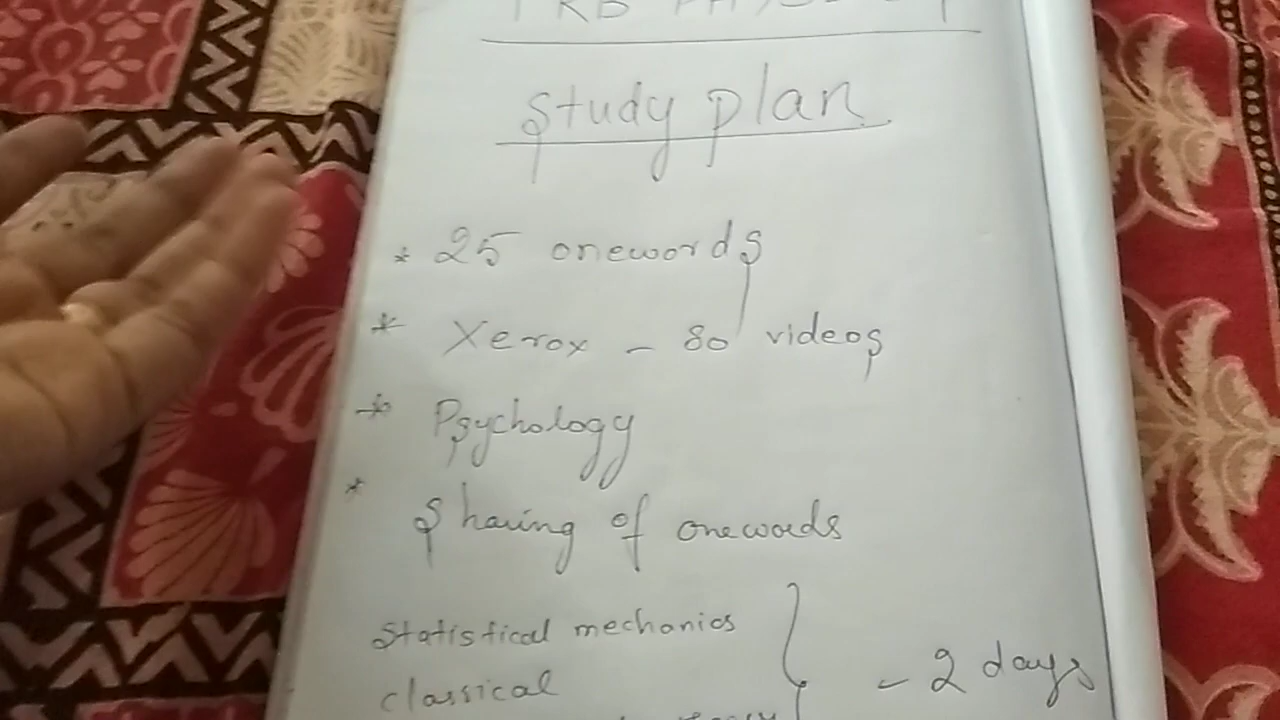 study plan
* 25 onewords
* Xerox - 80 videos
* Psychology
* Sharing of onewords
Statistical mechanics
classical
- 2 days